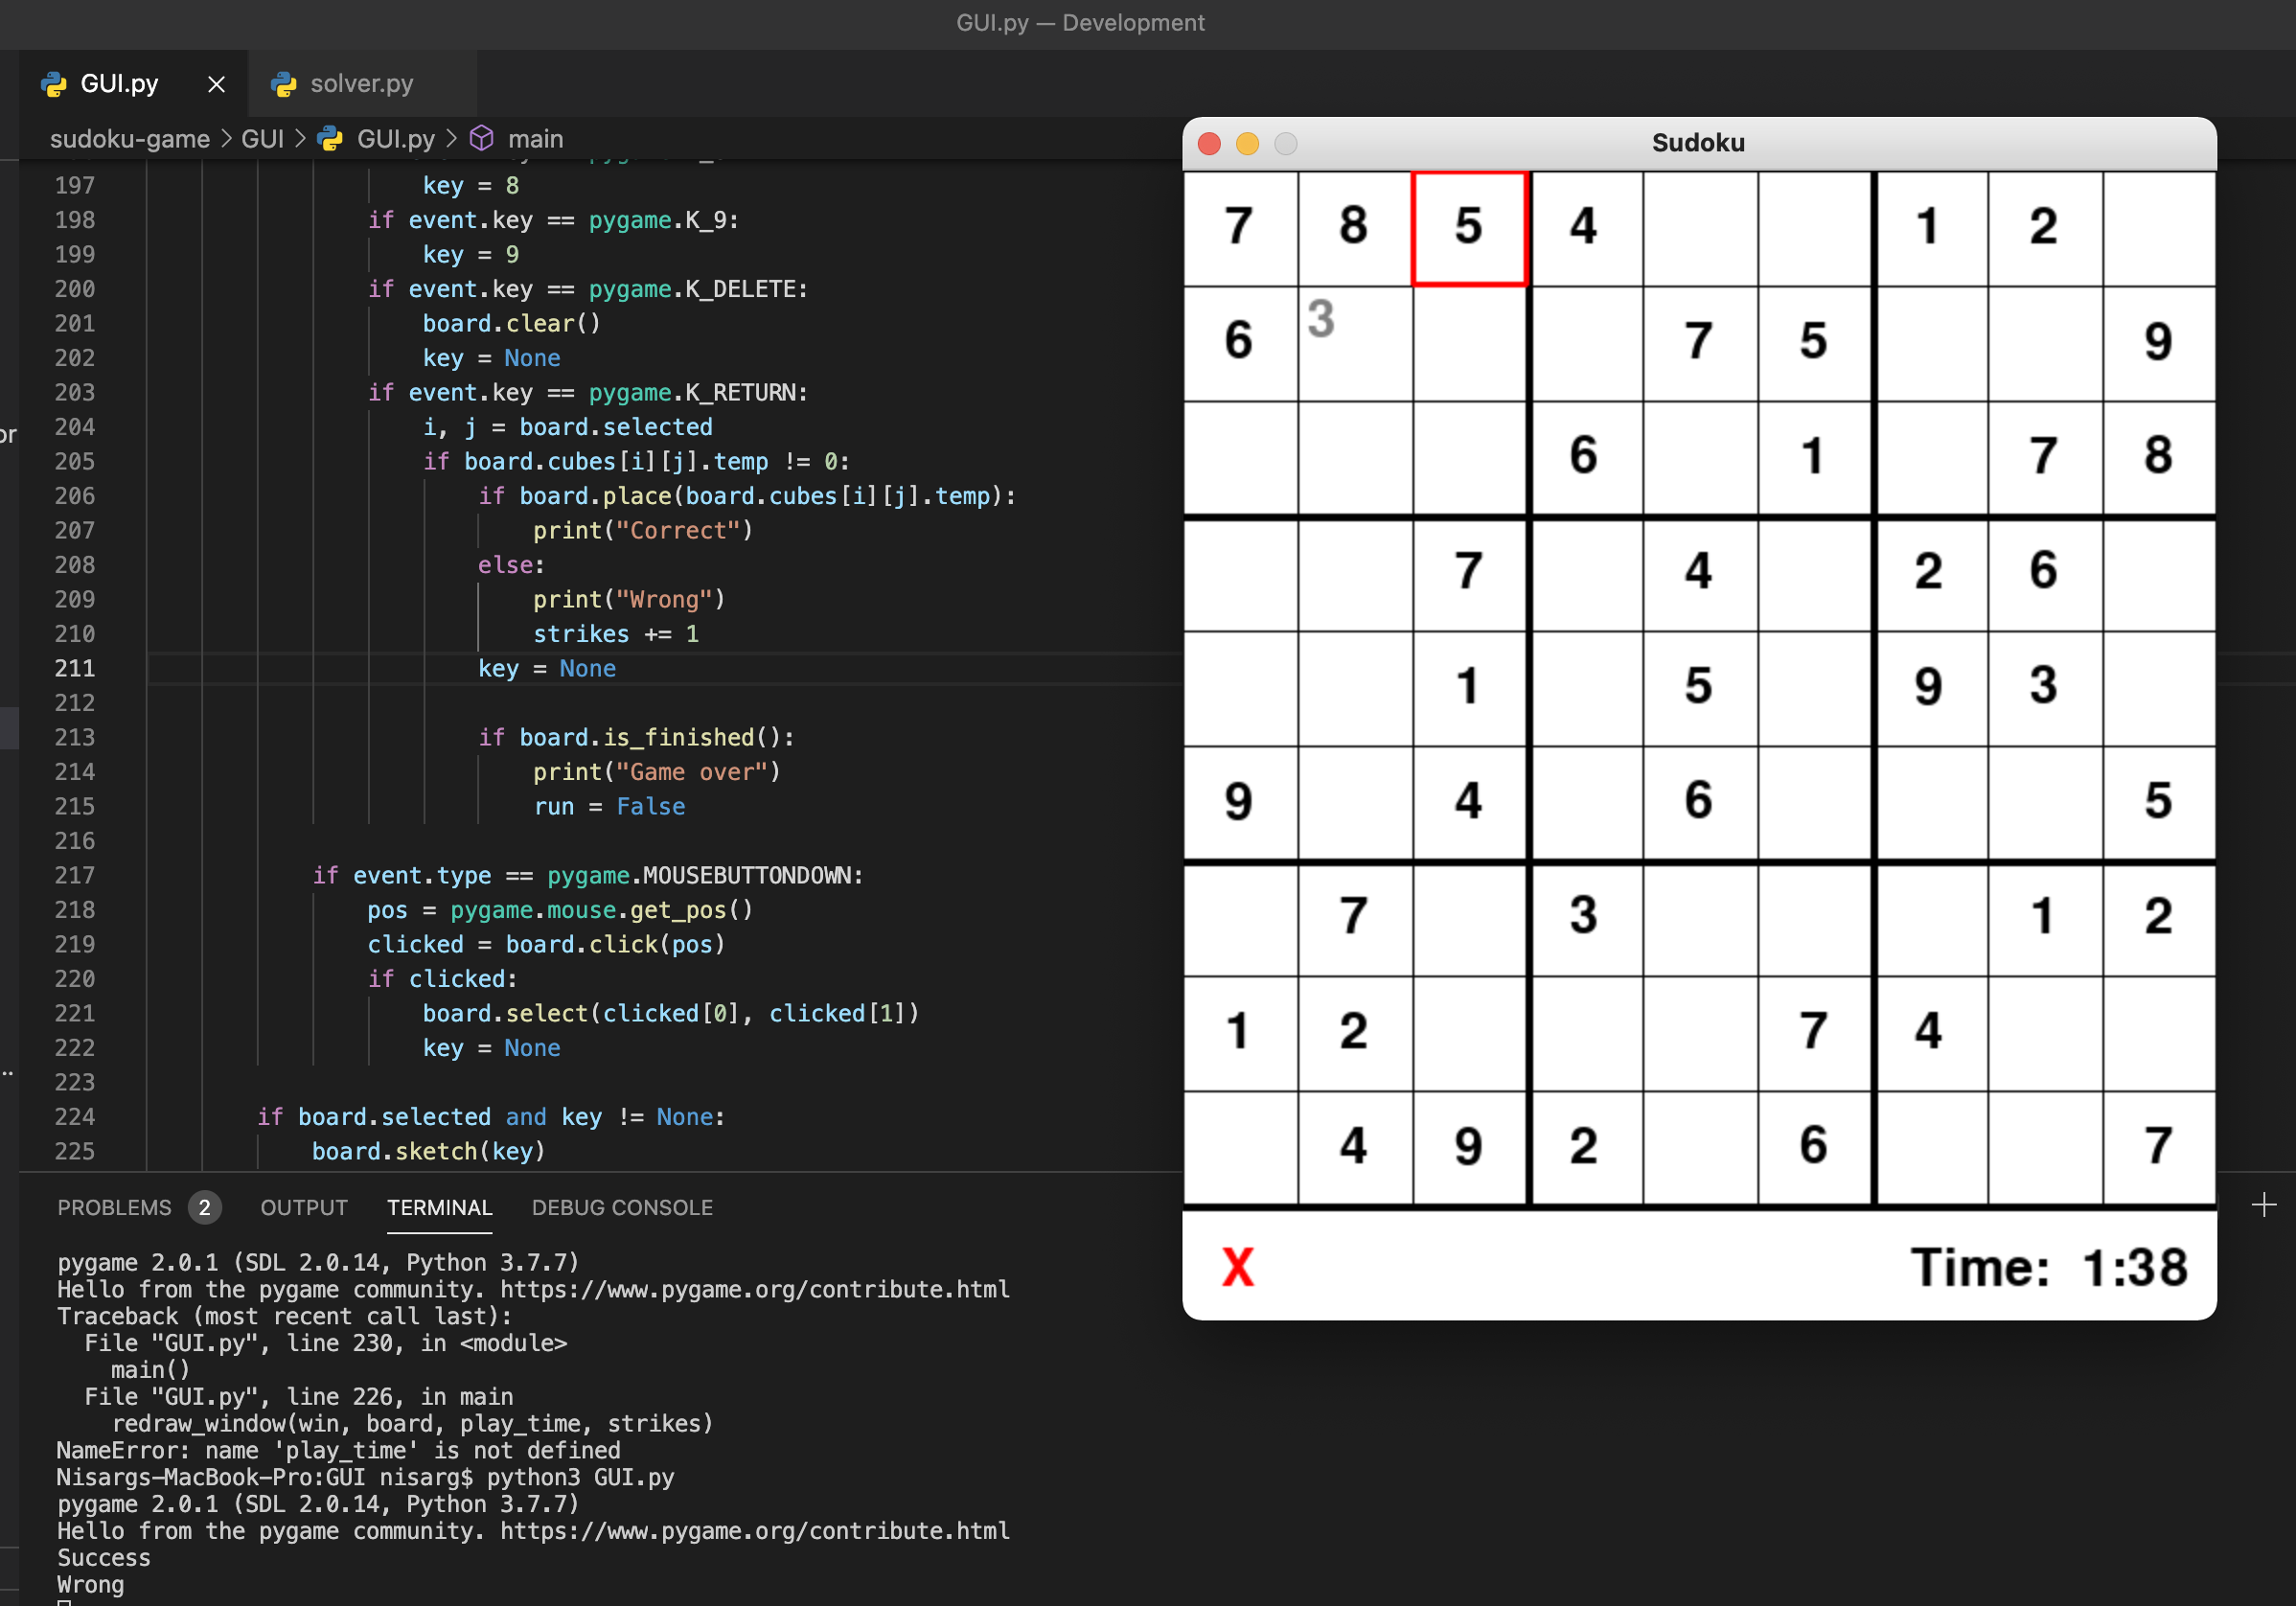 GUI.py — Development
GUI.py
solver.py
sudoku-game > GUI > GUI.py > main
197 key = 8
198 if event.key == pygame.K_9:
199 key = 9
200 if event.key == pygame.K_DELETE:
201 board.clear()
202 key = None
203 if event.key == pygame.K_RETURN:
204 i, j = board.selected
205 if board.cubes[i][j].temp != 0:
206 if board.place(board.cubes[i][j].temp):
207 print("Correct")
208 else:
209 print("Wrong")
210 strikes += 1
211 key = None
212
213 if board.is_finished():
214 print("Game over")
215 run = False
216
217 if event.type == pygame.MOUSEBUTTONDOWN:
218 pos = pygame.mouse.get_pos()
219 clicked = board.click(pos)
220 if clicked:
221 board.select(clicked[0], clicked[1])
222 key = None
223
224 if board.selected and key != None:
225 board.sketch(key)
PROBLEMS 2 OUTPUT TERMINAL DEBUG CONSOLE
pygame 2.0.1 (SDL 2.0.14, Python 3.7.7)
Hello from the pygame community. https://www.pygame.org/contribute.html
Traceback (most recent call last):
File "GUI.py", line 230, in <module>
main()
File "GUI.py", line 226, in main
redraw_window(win, board, play_time, strikes)
NameError: name 'play_time' is not defined
Nisargs-MacBook-Pro:GUI nisarg$ python3 GUI.py
pygame 2.0.1 (SDL 2.0.14, Python 3.7.7)
Hello from the pygame community. https://www.pygame.org/contribute.html
Success
Wrong
Sudoku
7 8 5 4 1 2
6 3 7 5 9
6 1 7 8
7 4 2 6
1 5 9 3
9 4 6 5
7 3 1 2
1 2 7 4
4 9 2 6 7
X Time: 1:38